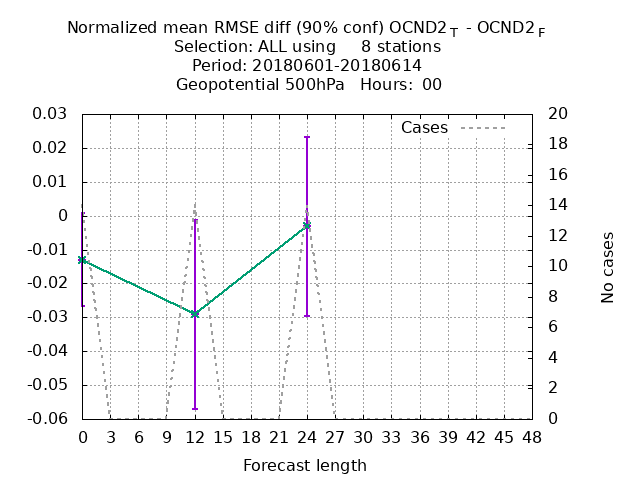 Normalized mean RMSE diff (90% conf) OCND2 T - OCND2 F
Selection: ALL using     8 stations
Period: 20180601-20180614
Geopotential 500hPa   Hours:  00
Cases
0.03
0.02
0.01
0
-0.01
-0.02
-0.03
-0.04
-0.05
-0.06
20
18
16
14
12
10
8
6
4
2
0
No cases
0 3 6 9 12 15 18 21 24 27 30 33 36 39 42 45 48
Forecast length